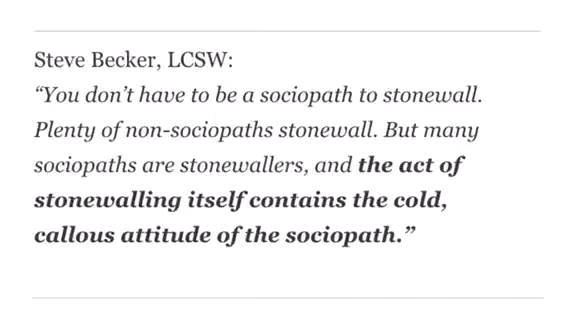 Steve Becker, LCSW:
“You don’t have to be a sociopath to stonewall.
Plenty of non-sociopaths stonewall. But many
sociopaths are stonewallers, and the act of
stonewalling itself contains the cold,
callous attitude of the sociopath.”